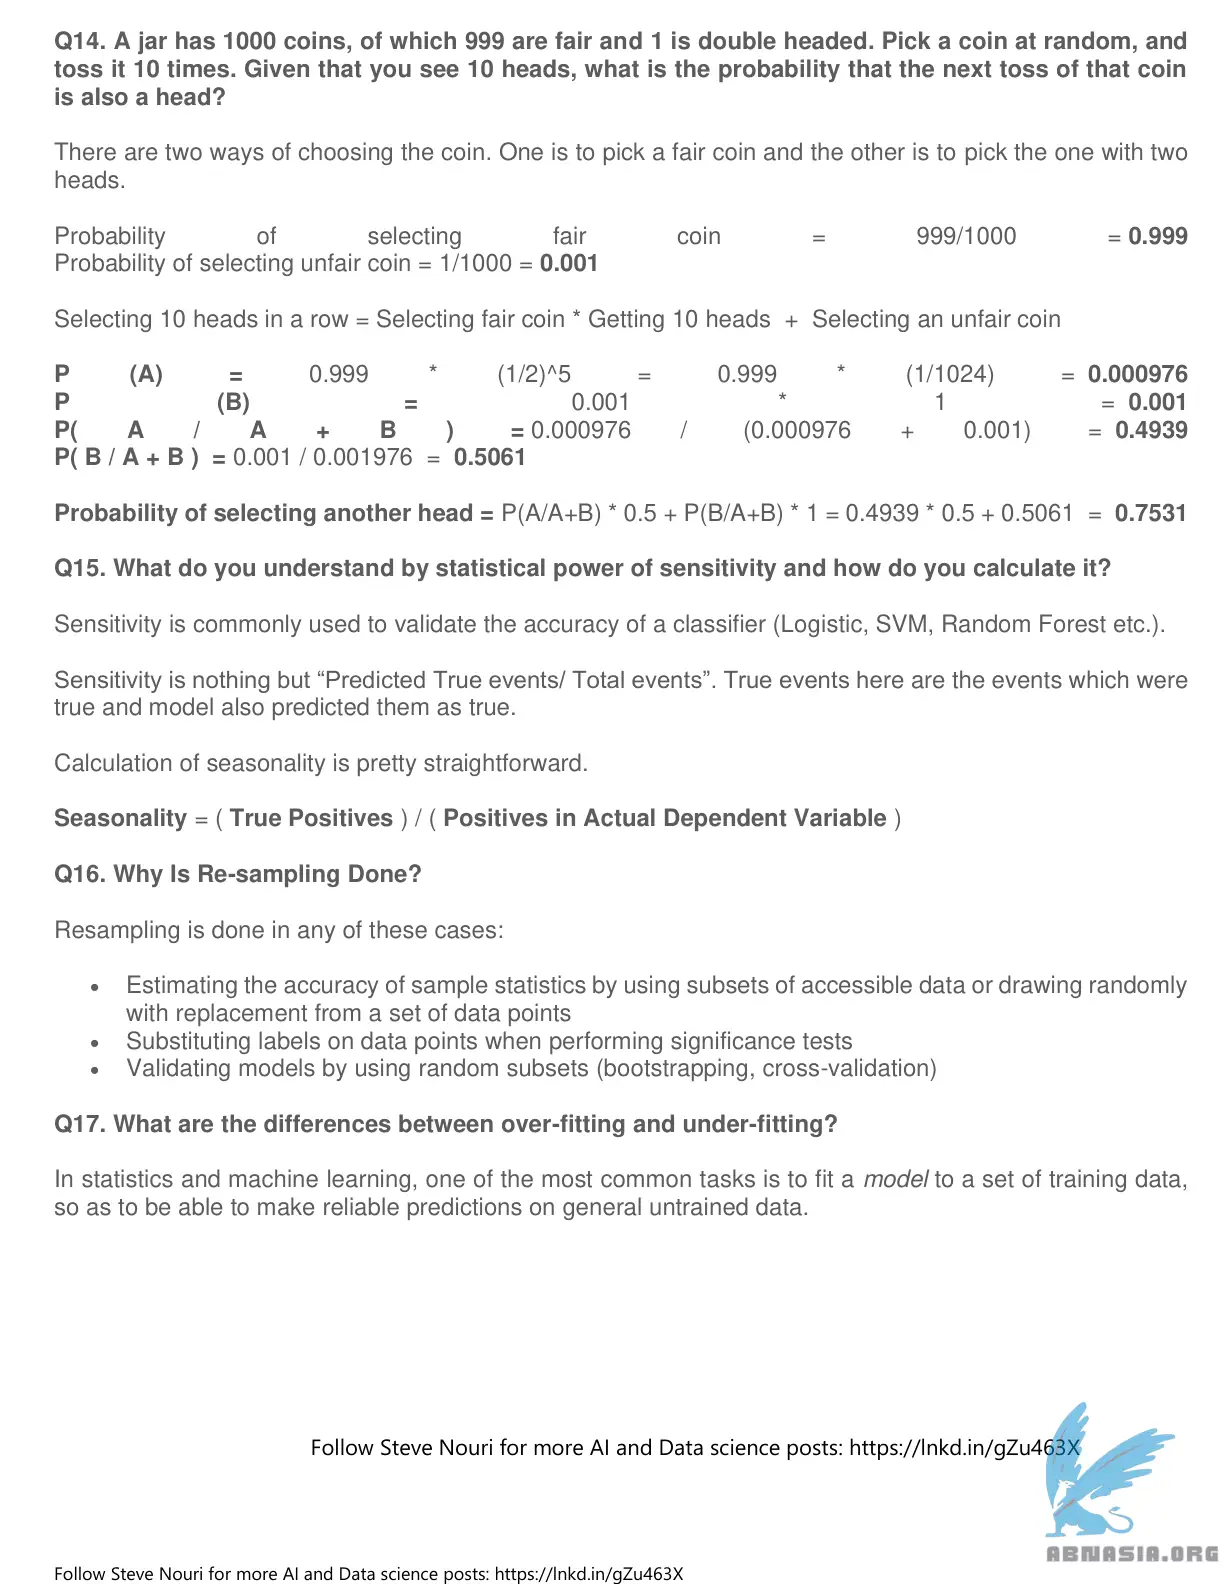 Q14. A jar has 1000 coins, of which 999 are fair and 1 is double headed. Pick a coin at random, and
toss it 10 times. Given that you see 10 heads, what is the probability that the next toss of that coin
is also a head?
There are two ways of choosing the coin. One is to pick a fair coin and the other is to pick the one with two
heads.
Probability of selecting fair coin = 999/1000 = 0.999
Probability of selecting unfair coin = 1/1000 = 0.001
Selecting 10 heads in a row = Selecting fair coin * Getting 10 heads + Selecting an unfair coin
P (A) = 0.999 * (1/2)^5 = 0.999 * (1/1024) = 0.000976
P (B) = 0.001 * 1 = 0.001
P( A / A + B ) = 0.000976 / (0.000976 + 0.001) = 0.4939
P( B / A + B ) = 0.001 / 0.001976 = 0.5061
Probability of selecting another head = P(A/A+B) * 0.5 + P(B/A+B) * 1 = 0.4939 * 0.5 + 0.5061 = 0.7531
Q15. What do you understand by statistical power of sensitivity and how do you calculate it?
Sensitivity is commonly used to validate the accuracy of a classifier (Logistic, SVM, Random Forest etc.).
Sensitivity is nothing but “Predicted True events/ Total events”. True events here are the events which were
true and model also predicted them as true.
Calculation of seasonality is pretty straightforward.
Seasonality = ( True Positives ) / ( Positives in Actual Dependent Variable )
Q16. Why Is Re-sampling Done?
Resampling is done in any of these cases:
• Estimating the accuracy of sample statistics by using subsets of accessible data or drawing randomly
with replacement from a set of data points
• Substituting labels on data points when performing significance tests
• Validating models by using random subsets (bootstrapping, cross-validation)
Q17. What are the differences between over-fitting and under-fitting?
In statistics and machine learning, one of the most common tasks is to fit a model to a set of training data,
so as to be able to make reliable predictions on general untrained data.
Follow Steve Nouri for more AI and Data science posts: https://lnkd.in/gZu463X
ABNASIA.ORG
Follow Steve Nouri for more AI and Data science posts: https://lnkd.in/gZu463X